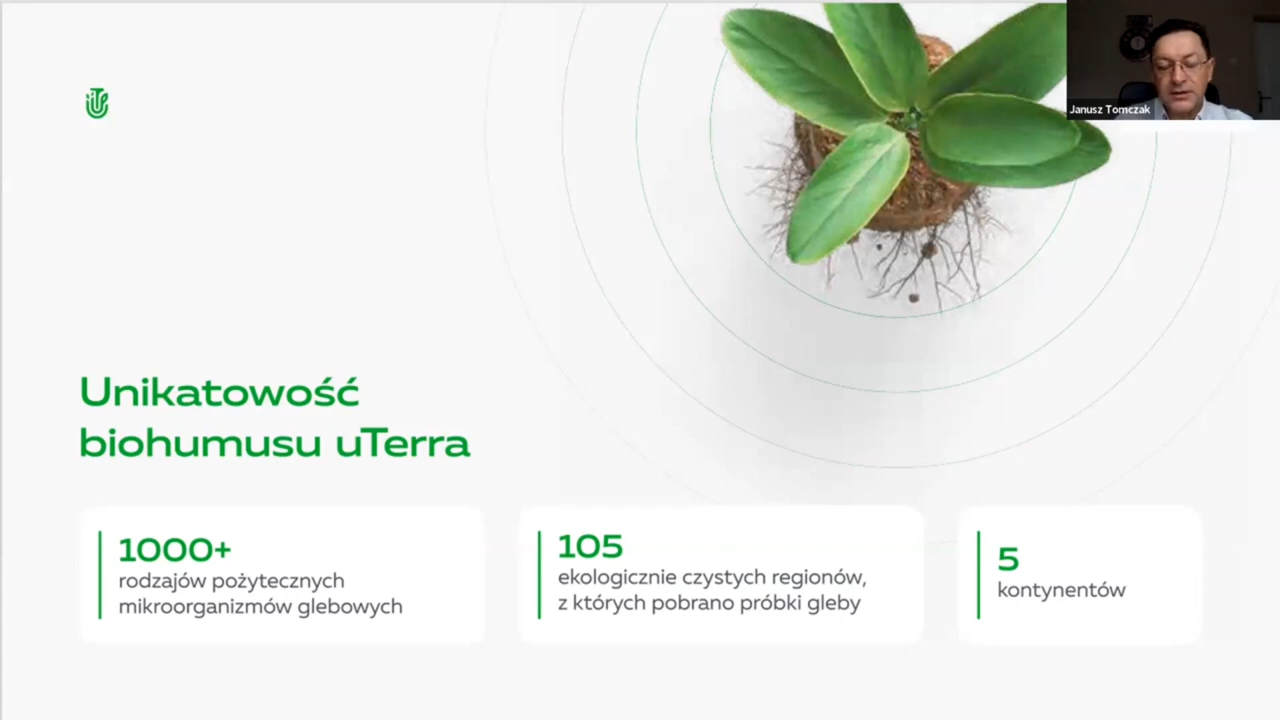 Janusz Tomczak
Unikatowość
biohumusu uTerra
1000+
rodzajów pożytecznych
mikroorganizmów glebowych
105
ekologicznie czystych regionów,
z których pobrano próbki gleby
5
kontynentów